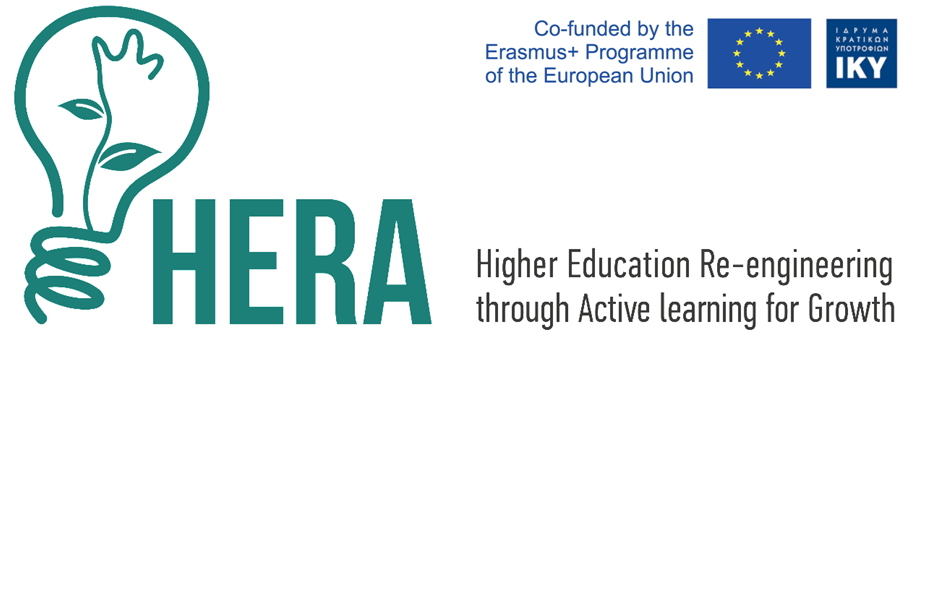 Co-funded by the
Erasmus+ Programme
of the European Union
ΙΔΡΥΜΑ
ΚΡΑΤΙΚΩΝ
ΥΠΟΤΡΟΦΙΩΝ
ΙΚΥ
HERA
Higher Education Re-engineering
through Active learning for Growth